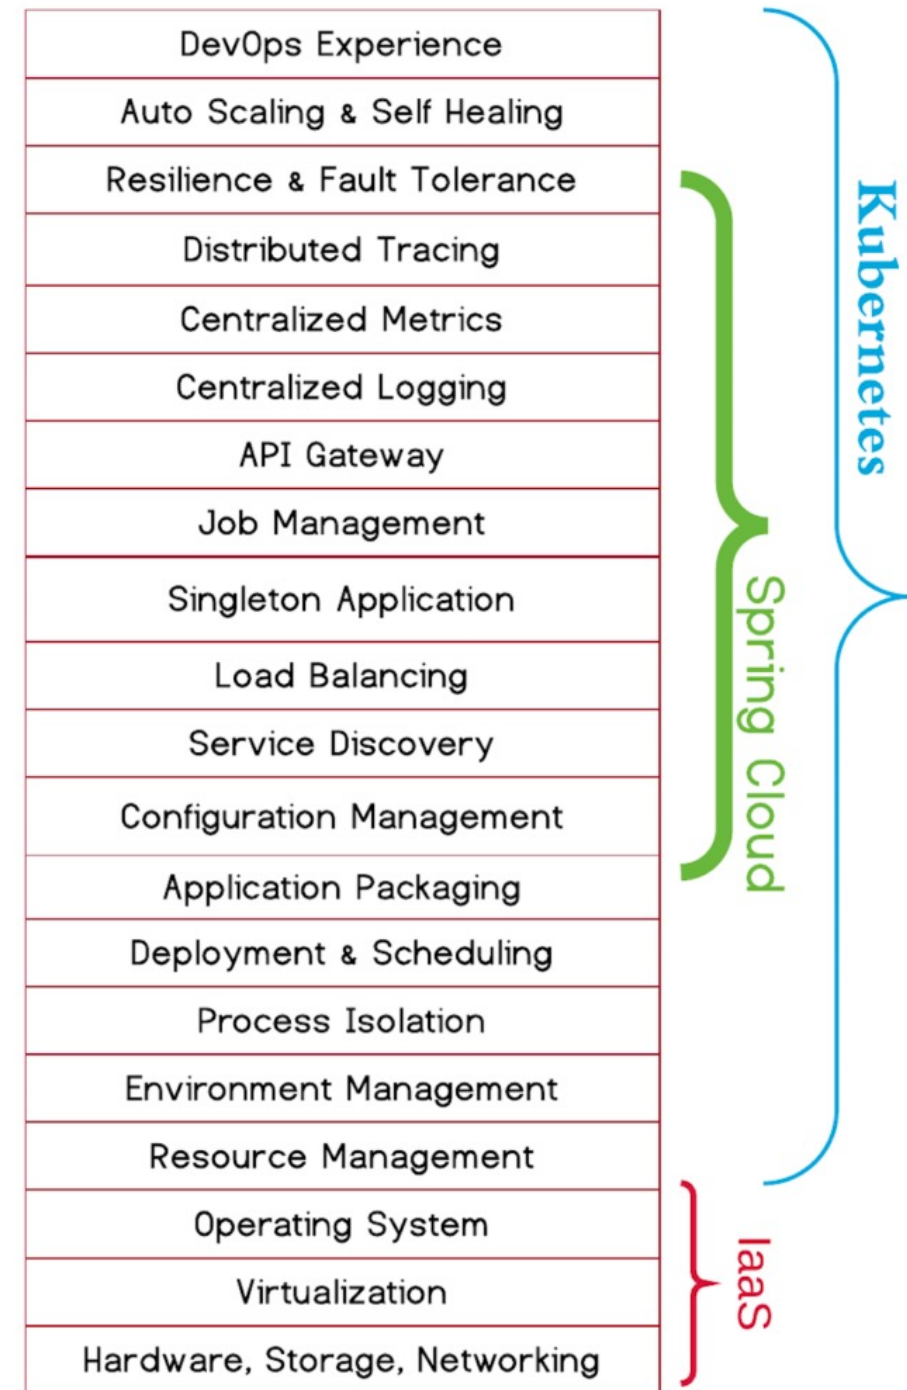 DevOps Experience
Auto Scaling & Self Healing
Resilience & Fault Tolerance
Distributed Tracing
Centralized Metrics
Centralized Logging
API Gateway
Job Management
Singleton Application
Load Balancing
Service Discovery
Configuration Management
Application Packaging
Deployment & Scheduling
Process Isolation
Environment Management
Resource Management
Operating System
Virtualization
Hardware, Storage, Networking
Spring Cloud
Kubernetes
IaaS